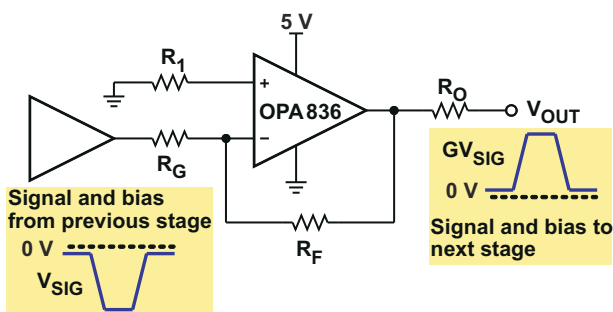 5 V
R1
+
OPA836
−
RG
RO
VOUT
RF
Signal and bias
from previous stage
0 V
VSIG
GVSIG
0 V
Signal and bias to
next stage